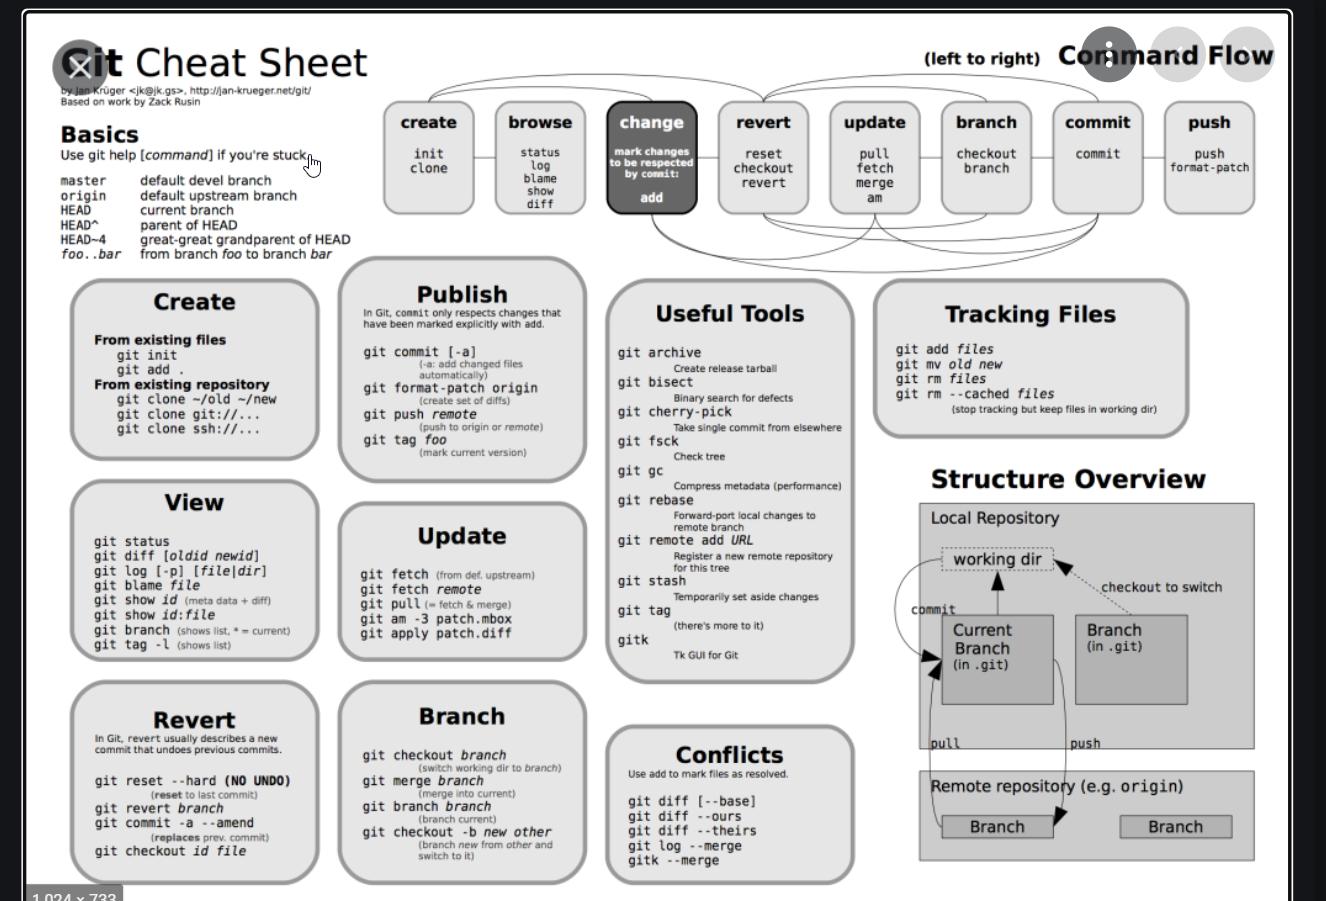 Git Cheat Sheet
by Jan Krüger <jk@jk.gs>, http://jan-krueger.net/git/
Based on work by Zack Rusin
(left to right) Command Flow
create
init
clone
browse
status
log
blame
show
diff
change
mark changes
to be respected
by commit:
add
revert
reset
checkout
revert
update
pull
fetch
merge
am
branch
checkout
branch
commit
commit
push
push
format-patch
Basics
Use git help [command] if you're stuck.
master default devel branch
origin default upstream branch
HEAD current branch
HEAD^ parent of HEAD
HEAD~4 great-great grandparent of HEAD
foo..bar from branch foo to branch bar
Create
From existing files
git init
git add .
From existing repository
git clone ~/old ~/new
git clone git://...
git clone ssh://...
View
git status
git diff [oldid newid]
git log [-p] [file|dir]
git blame file
git show id (meta data + diff)
git show id:file
git branch (shows list, * = current)
git tag -l (shows list)
Revert
In Git, revert usually describes a new
commit that undoes previous commits.
git reset --hard (NO UNDO)
(reset to last commit)
git revert branch
git commit -a --amend
(replaces prev. commit)
git checkout id file
Publish
In Git, commit only respects changes that
have been marked explicitly with add.
git commit [-a]
(-a: add changed files
automatically)
git format-patch origin
(create set of diffs)
git push remote
(push to origin or remote)
git tag foo
(mark current version)
Update
git fetch (from def. upstream)
git fetch remote
git pull (= fetch & merge)
git am -3 patch.mbox
git apply patch.diff
Branch
git checkout branch
(switch working dir to branch)
git merge branch
(merge into current)
git branch branch
(branch current)
git checkout -b new other
(branch new from other and
switch to it)
Useful Tools
git archive
Create release tarball
git bisect
Binary search for defects
git cherry-pick
Take single commit from elsewhere
git fsck
Check tree
git gc
Compress metadata (performance)
git rebase
Forward-port local changes to
remote branch
git remote add URL
Register a new remote repository
for this tree
git stash
Temporarily set aside changes
git tag
(there's more to it)
gitk
Tk GUI for Git
Conflicts
Use add to mark files as resolved.
git diff [--base]
git diff --ours
git diff --theirs
git log --merge
gitk --merge
Tracking Files
git add files
git mv old new
git rm files
git rm --cached files
(stop tracking but keep files in working dir)
Structure Overview
Local Repository
working dir
checkout to switch
commit
Current
Branch
(in .git)
Branch
(in .git)
pull
push
Remote repository (e.g. origin)
Branch
Branch
1,024 × 733